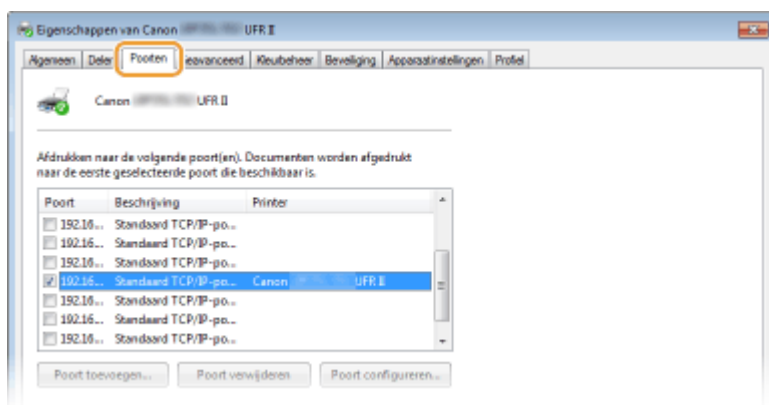 Eigenschappen van Canon UFR II
Algemeen Delen Poorten Geavanceerd Kleurbeheer Beveiliging Apparaatinstellingen Profiel
Canon UFR II
Afdrukken naar de volgende poort(en). Documenten worden afgedrukt
naar de eerste geselecteerde poort die beschikbaar is.
Poort Beschrijving Printer
192.16... Standaard TCP/IP-po...
192.16... Standaard TCP/IP-po...
192.16... Standaard TCP/IP-po...
192.16... Standaard TCP/IP-po... Canon UFR II
192.16... Standaard TCP/IP-po...
192.16... Standaard TCP/IP-po...
192.16... Standaard TCP/IP-po...
Poort toevoegen... Poort verwijderen Poort configureren...